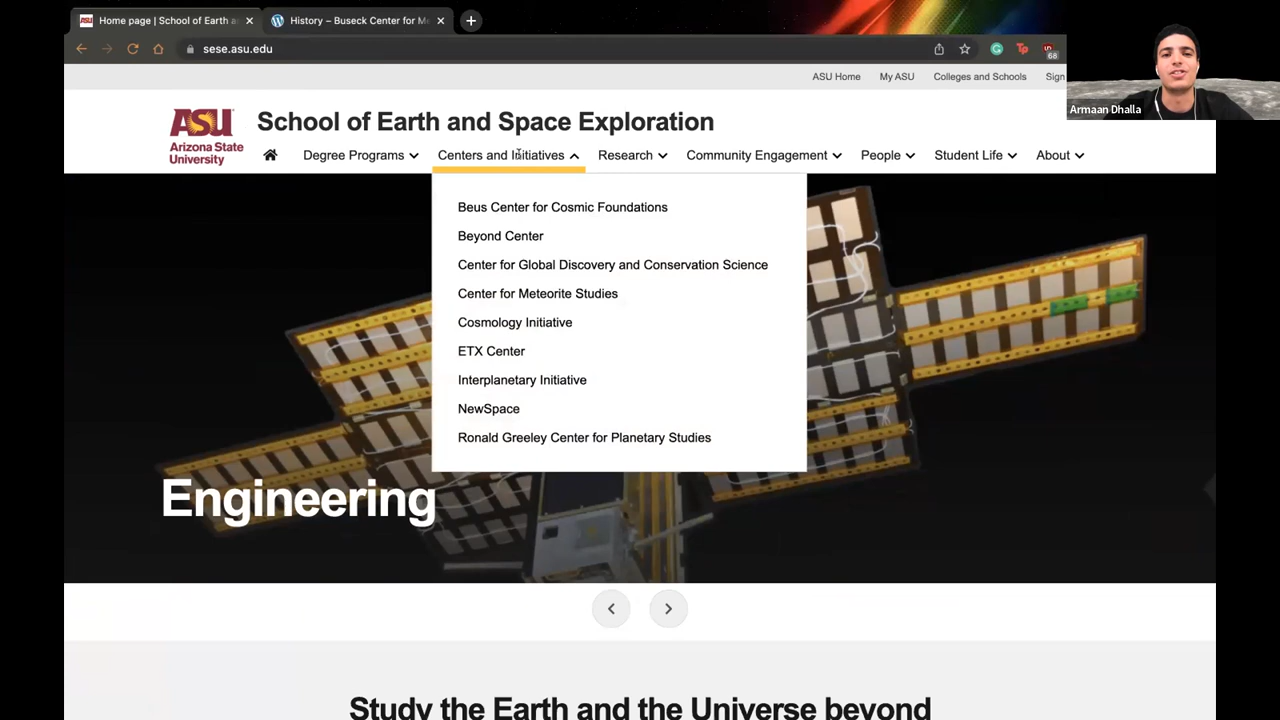 Home page | School of Earth a
History – Buseck Center for M
sese.asu.edu
68
ASU Home My ASU Colleges and Schools Sign
Armaan Dhalla
ASU
Arizona State
University
School of Earth and Space Exploration
Degree Programs Centers and Initiatives Research Community Engagement People Student Life About
Beus Center for Cosmic Foundations
Beyond Center
Center for Global Discovery and Conservation Science
Center for Meteorite Studies
Cosmology Initiative
ETX Center
Interplanetary Initiative
NewSpace
Ronald Greeley Center for Planetary Studies
Engineering
Study the Earth and the Universe beyond